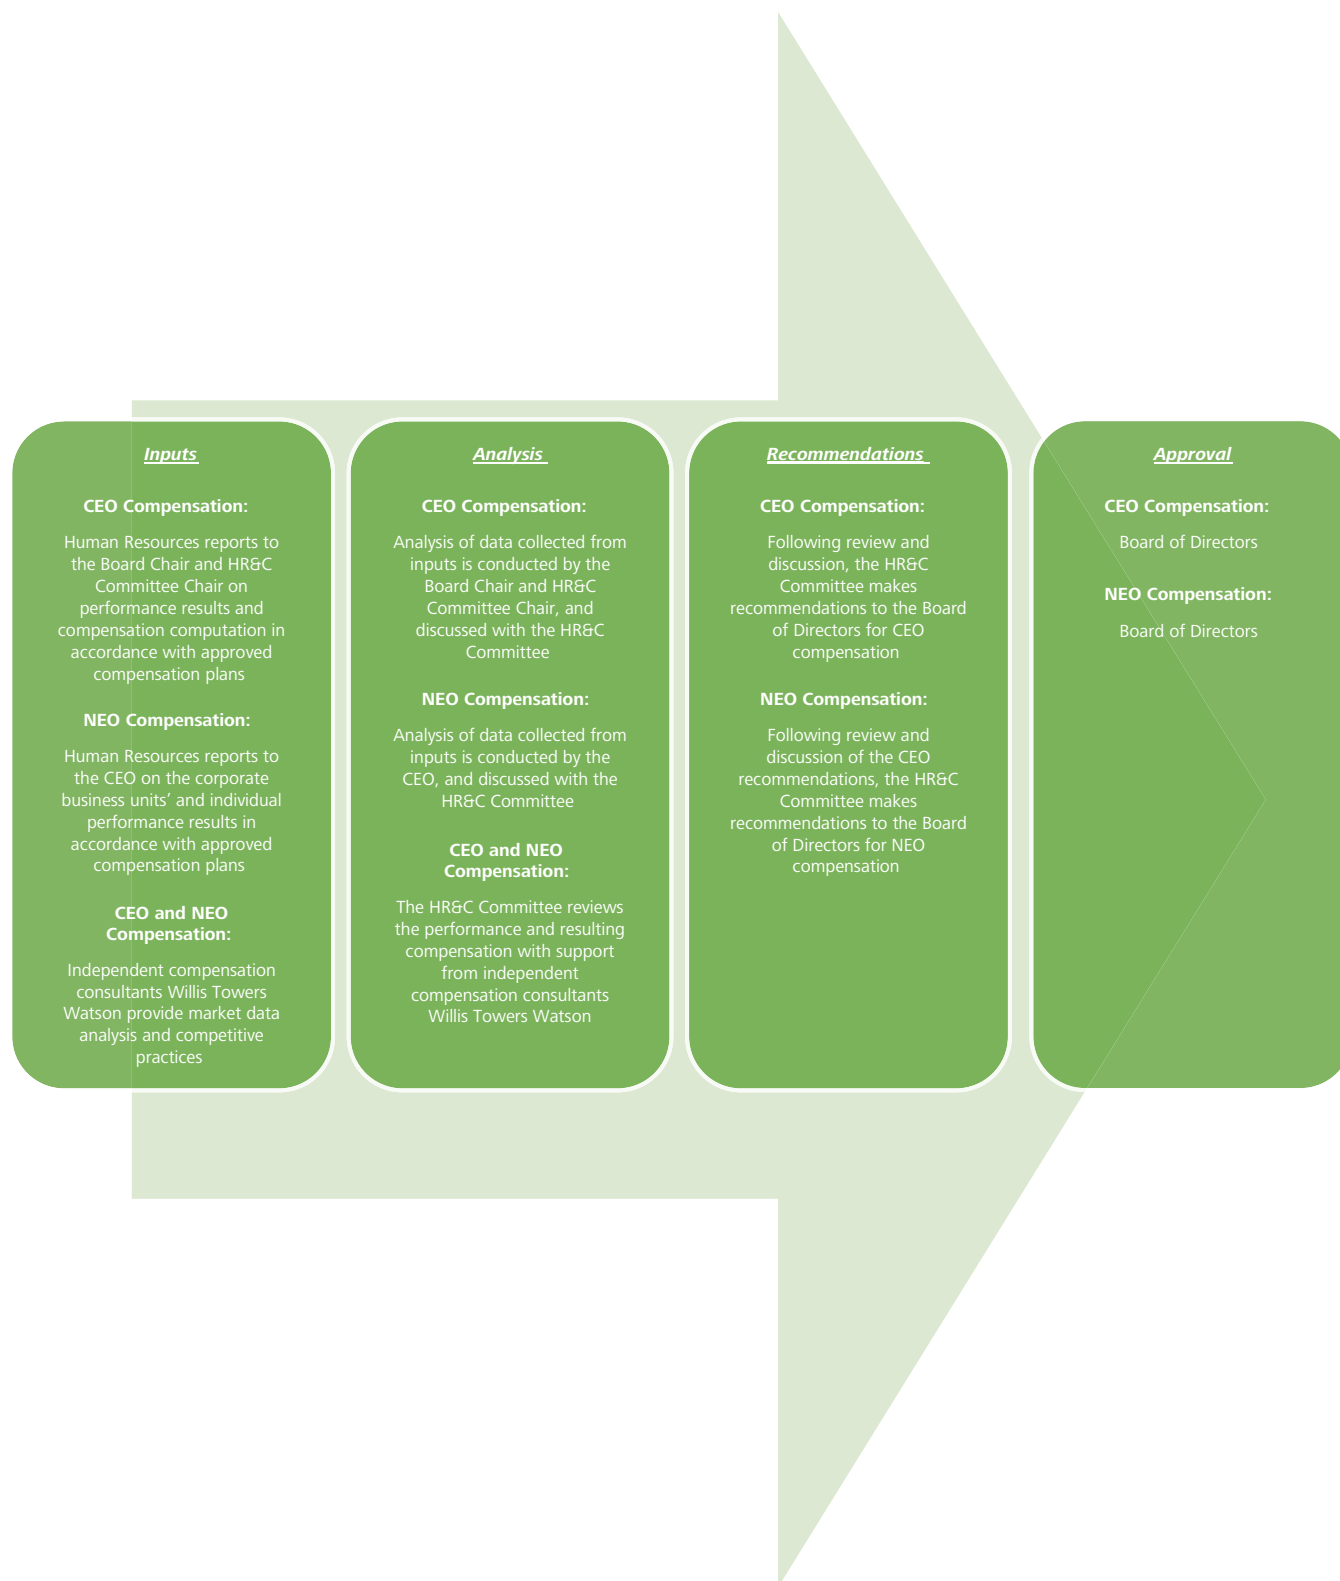 Inputs
CEO Compensation:
Human Resources reports to
the Board Chair and HR&C
Committee Chair on
performance results and
compensation computation in
accordance with approved
compensation plans
NEO Compensation:
Human Resources reports to
the CEO on the corporate
business units’ and individual
performance results in
accordance with approved
compensation plans
CEO and NEO
Compensation:
Independent compensation
consultants Willis Towers
Watson provide market data
analysis and competitive
practices
Analysis
CEO Compensation:
Analysis of data collected from
inputs is conducted by the
Board Chair and HR&C
Committee Chair, and
discussed with the HR&C
Committee
NEO Compensation:
Analysis of data collected from
inputs is conducted by the
CEO, and discussed with the
HR&C Committee
CEO and NEO
Compensation:
The HR&C Committee reviews
the performance and resulting
compensation with support
from independent
compensation consultants
Willis Towers Watson
Recommendations
CEO Compensation:
Following review and
discussion, the HR&C
Committee makes
recommendations to the Board
of Directors for CEO
compensation
NEO Compensation:
Following review and
discussion of the CEO
recommendations, the HR&C
Committee makes
recommendations to the Board
of Directors for NEO
compensation
Approval
CEO Compensation:
Board of Directors
NEO Compensation:
Board of Directors